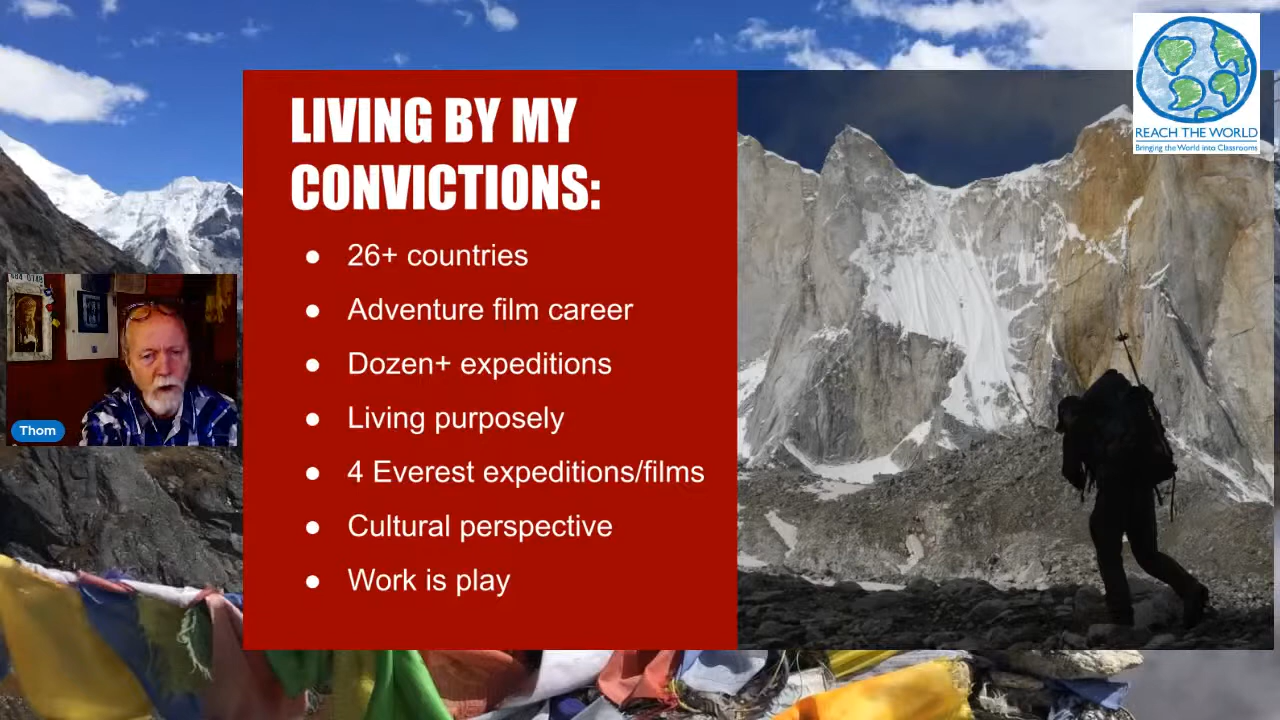 LIVING BY MY
CONVICTIONS:
● 26+ countries
● Adventure film career
● Dozen+ expeditions
● Living purposely
● 4 Everest expeditions/films
● Cultural perspective
● Work is play
REACH THE WORLD
Bringing the World into Classrooms
Thom